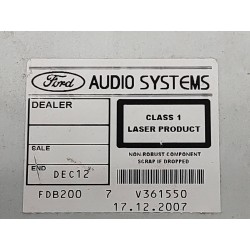 Ford AUDIO SYSTEMS
DEALER
CLASS 1
LASER PRODUCT
SALE
NON-ROBUST COMPONENT
SCRAP IF DROPPED
END DEC12
FDB200 7 V361550
17.12.2007